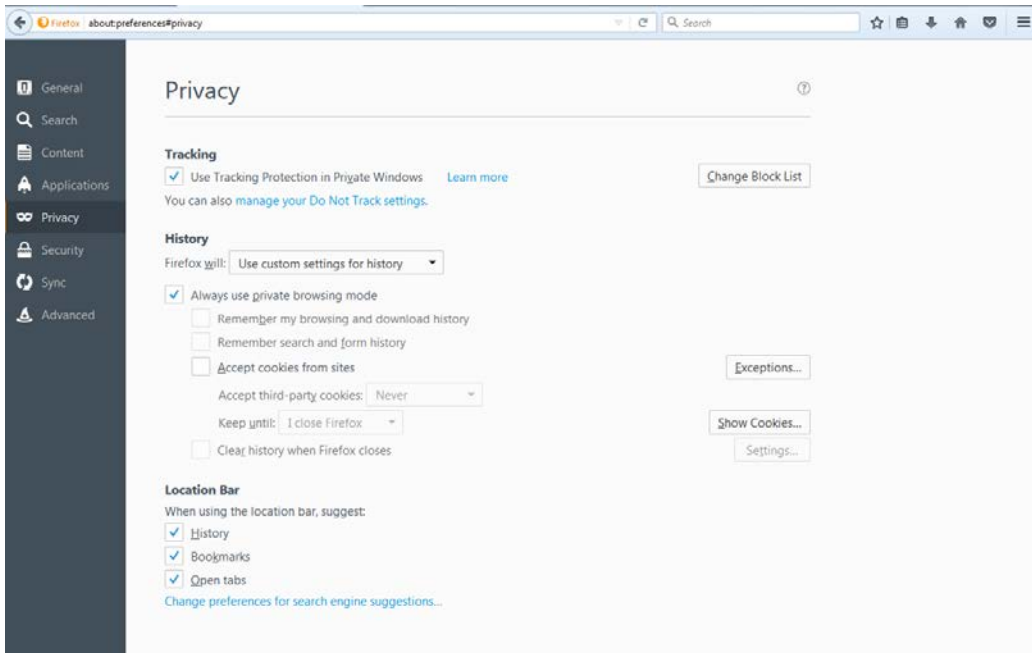 Firefox about:preferences#privacy Search
General
Search
Content
Applications
Privacy
Security
Sync
Advanced
Privacy
Tracking
Use Tracking Protection in Private Windows Learn more Change Block List
You can also manage your Do Not Track settings.
History
Firefox will: Use custom settings for history
Always use private browsing mode
Remember my browsing and download history
Remember search and form history
Accept cookies from sites Exceptions...
Accept third-party cookies: Never
Keep until: I close Firefox Show Cookies...
Clear history when Firefox closes Settings...
Location Bar
When using the location bar, suggest:
History
Bookmarks
Open tabs
Change preferences for search engine suggestions...